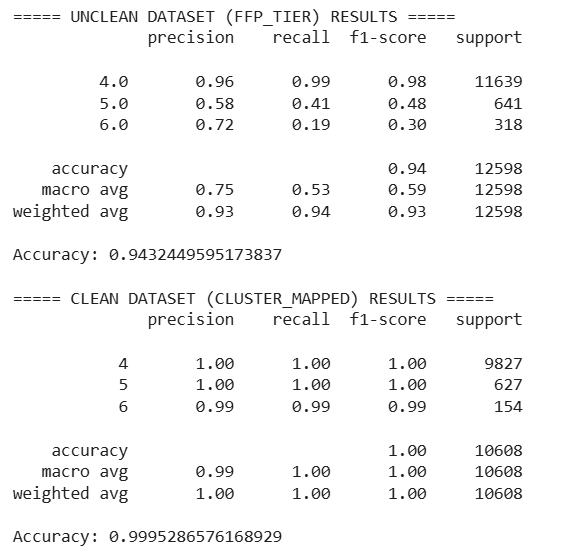 ===== UNCLEAN DATASET (FFP_TIER) RESULTS =====
precision recall f1-score support
4.0 0.96 0.99 0.98 11639
5.0 0.58 0.41 0.48 641
6.0 0.72 0.19 0.30 318
accuracy 0.94 12598
macro avg 0.75 0.53 0.59 12598
weighted avg 0.93 0.94 0.93 12598
Accuracy: 0.9432449595173837
===== CLEAN DATASET (CLUSTER_MAPPED) RESULTS =====
precision recall f1-score support
4 1.00 1.00 1.00 9827
5 1.00 1.00 1.00 627
6 0.99 0.99 0.99 154
accuracy 1.00 10608
macro avg 0.99 1.00 1.00 10608
weighted avg 1.00 1.00 1.00 10608
Accuracy: 0.9995286576168929